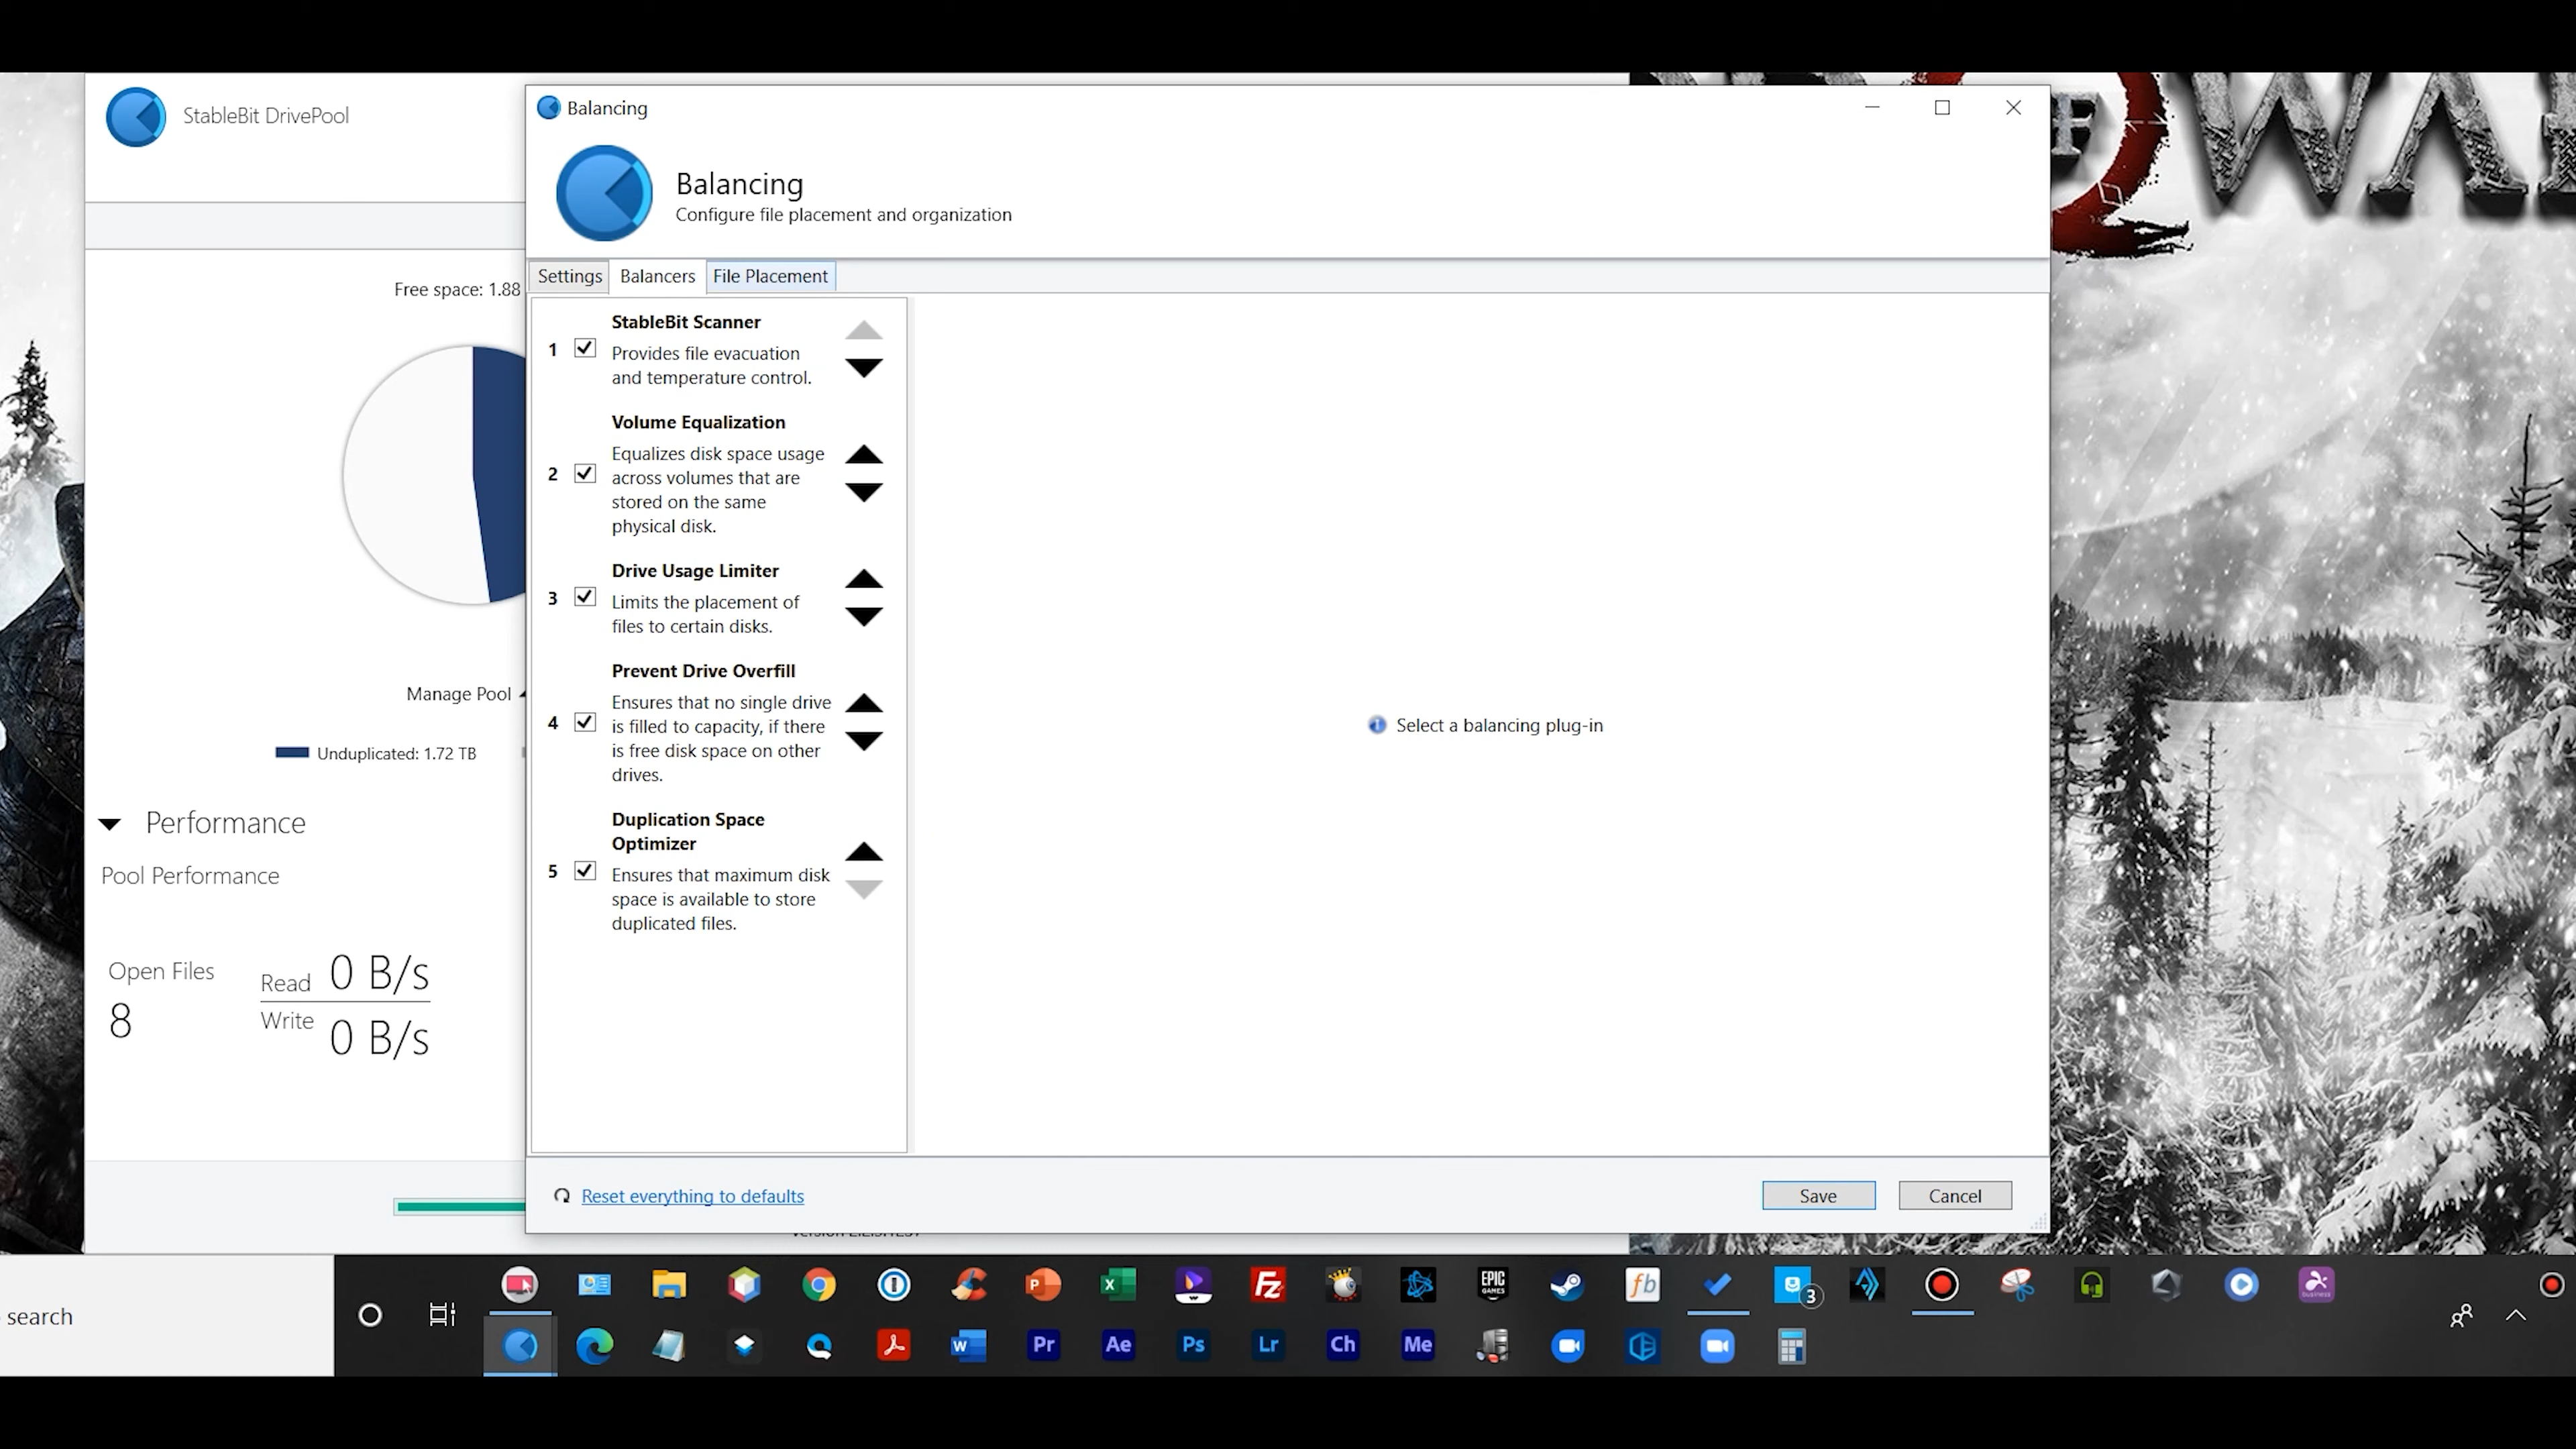 StableBit DrivePool
Free space: 1.88
Manage Pool
Unduplicated: 1.72 TB
Performance
Pool Performance
Open Files
8
Read 0 B/s
Write 0 B/s
Balancing
Balancing
Configure file placement and organization
Settings Balancers File Placement
StableBit Scanner
1 Provides file evacuation
and temperature control.
Volume Equalization
2 Equalizes disk space usage
across volumes that are
stored on the same
physical disk.
Drive Usage Limiter
3 Limits the placement of
files to certain disks.
Prevent Drive Overfill
4 Ensures that no single drive
is filled to capacity, if there
is free disk space on other
drives.
Duplication Space
Optimizer
5 Ensures that maximum disk
space is available to store
duplicated files.
Select a balancing plug-in
Reset everything to defaults
Save Cancel
search
P
X
Fz
EPIC
GAMES
fb
3
business
W
Pr
Ae
Ps
Lr
Ch
Me